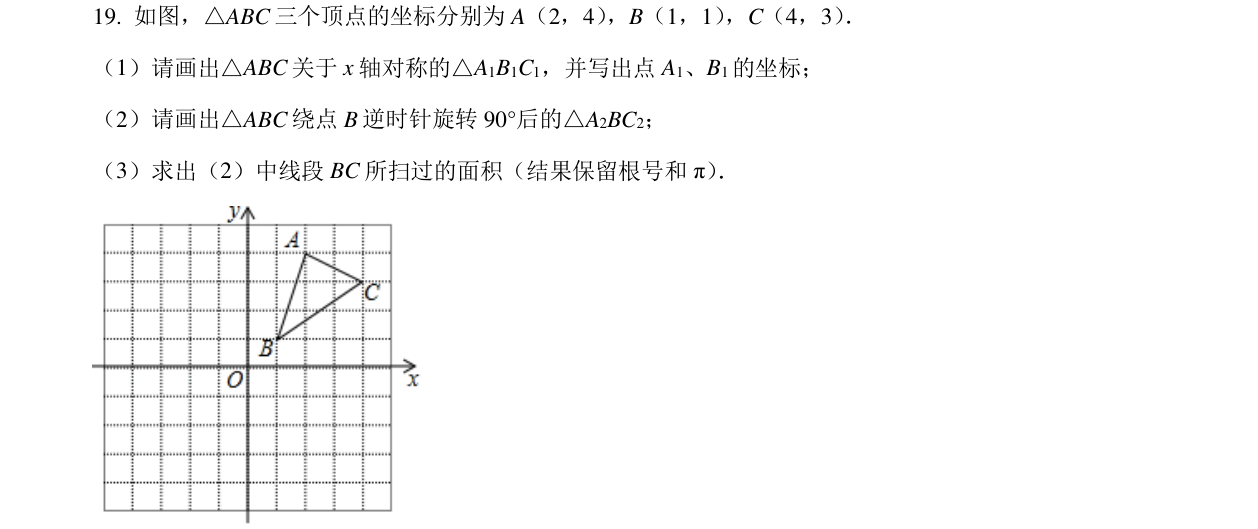 19. 如图，△ABC三个顶点的坐标分别为A（2，4），B（1，1），C（4，3）．
（1）请画出△ABC关于x轴对称的△A₁B₁C₁，并写出点A₁、B₁的坐标；
（2）请画出△ABC绕点B逆时针旋转90°后的△A₂BC₂；
（3）求出（2）中线段BC所扫过的面积（结果保留根号和π）．
y
A
C
B
O
x